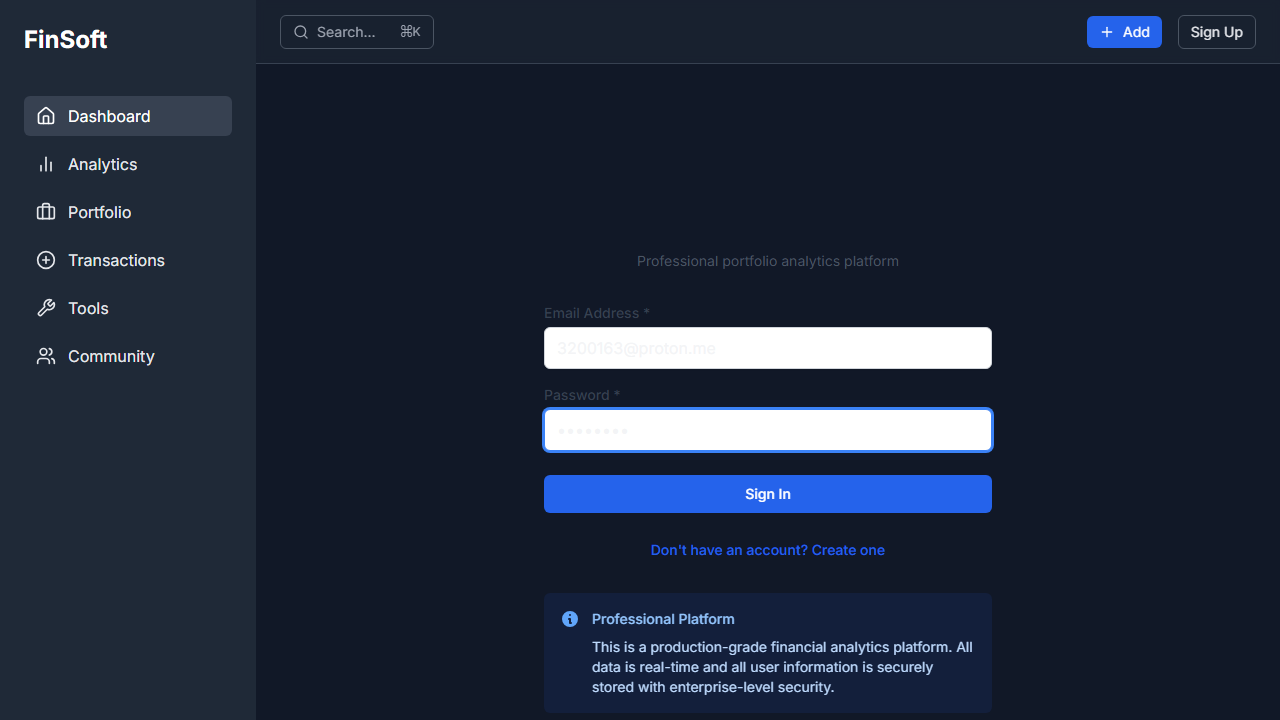 FinSoft
Search... ⌘K
Add
Sign Up
Dashboard
Analytics
Portfolio
Transactions
Tools
Community
Professional portfolio analytics platform
Email Address *
3200163@proton.me
Password *
••••••••
Sign In
Don't have an account? Create one
Professional Platform
This is a production-grade financial analytics platform. All
data is real-time and all user information is securely
stored with enterprise-level security.